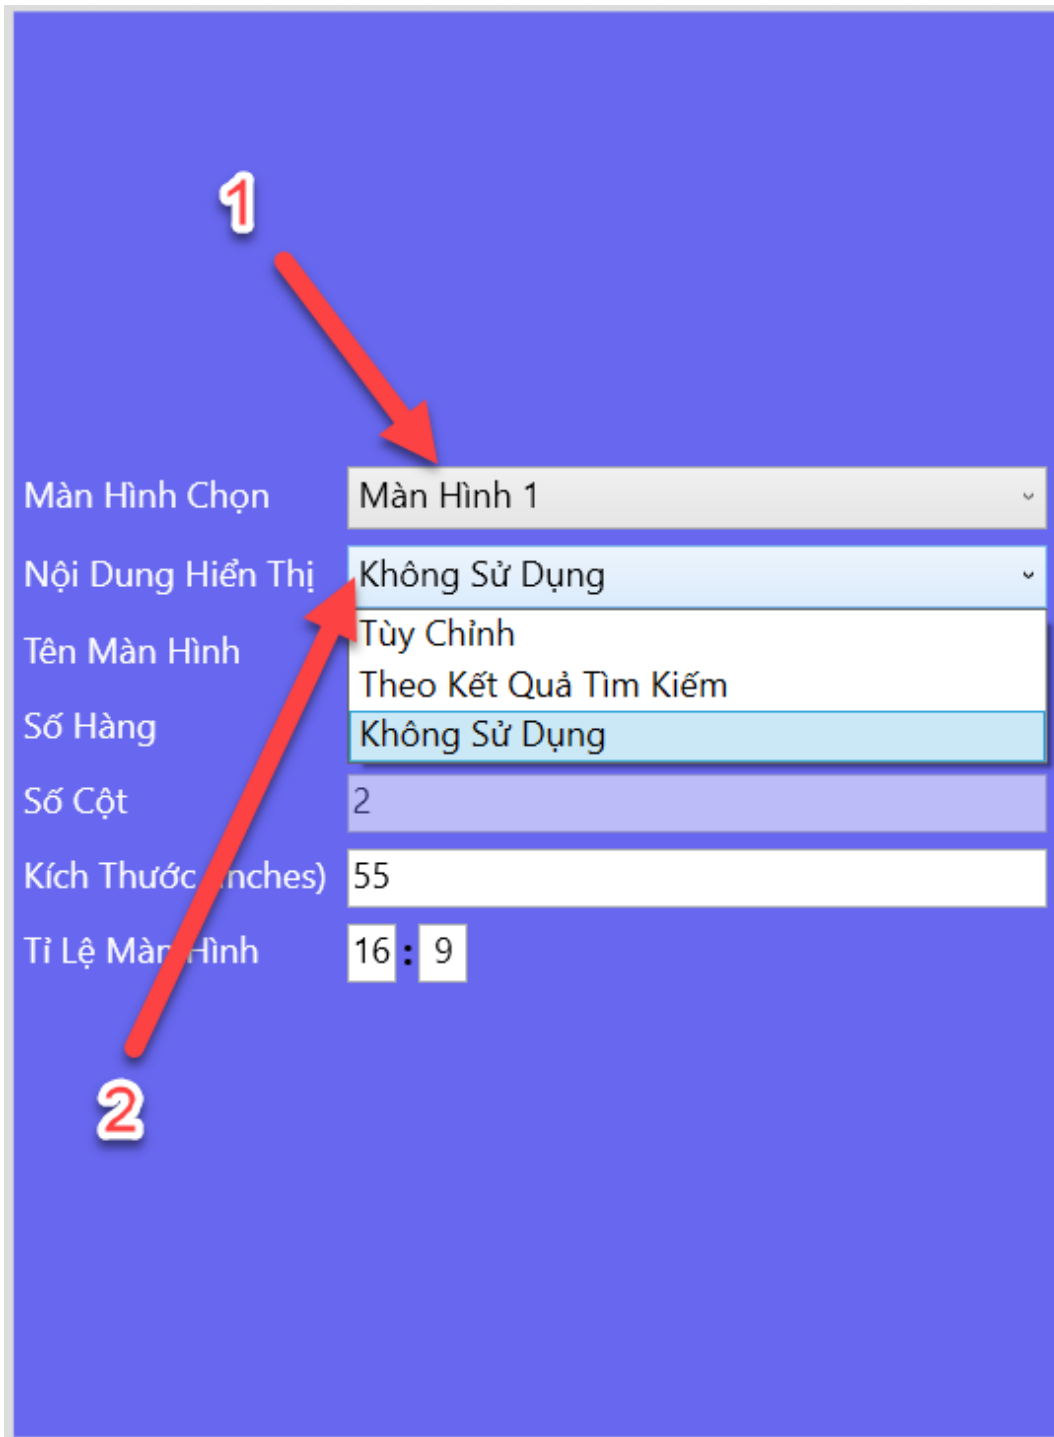 1
Màn Hình Chọn Màn Hình 1
Nội Dung Hiển Thị Không Sử Dụng
Tùy Chỉnh
Tên Màn Hình
Theo Kết Quả Tìm Kiếm
Số Hàng Không Sử Dụng
Số Cột 2
Kích Thước inches) 55
Tỉ Lệ Màn Hình 16 : 9
2